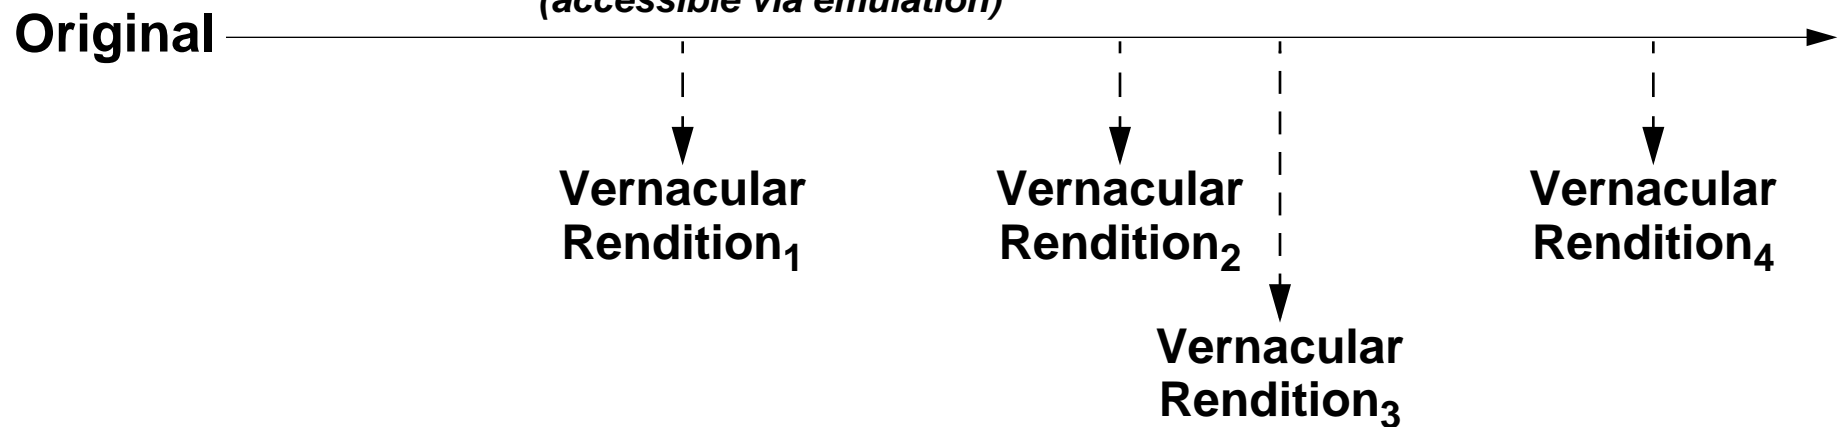 (accessible via emulation)
Original
Vernacular
Rendition₁
Vernacular
Rendition₂
Vernacular
Rendition₄
Vernacular
Rendition₃